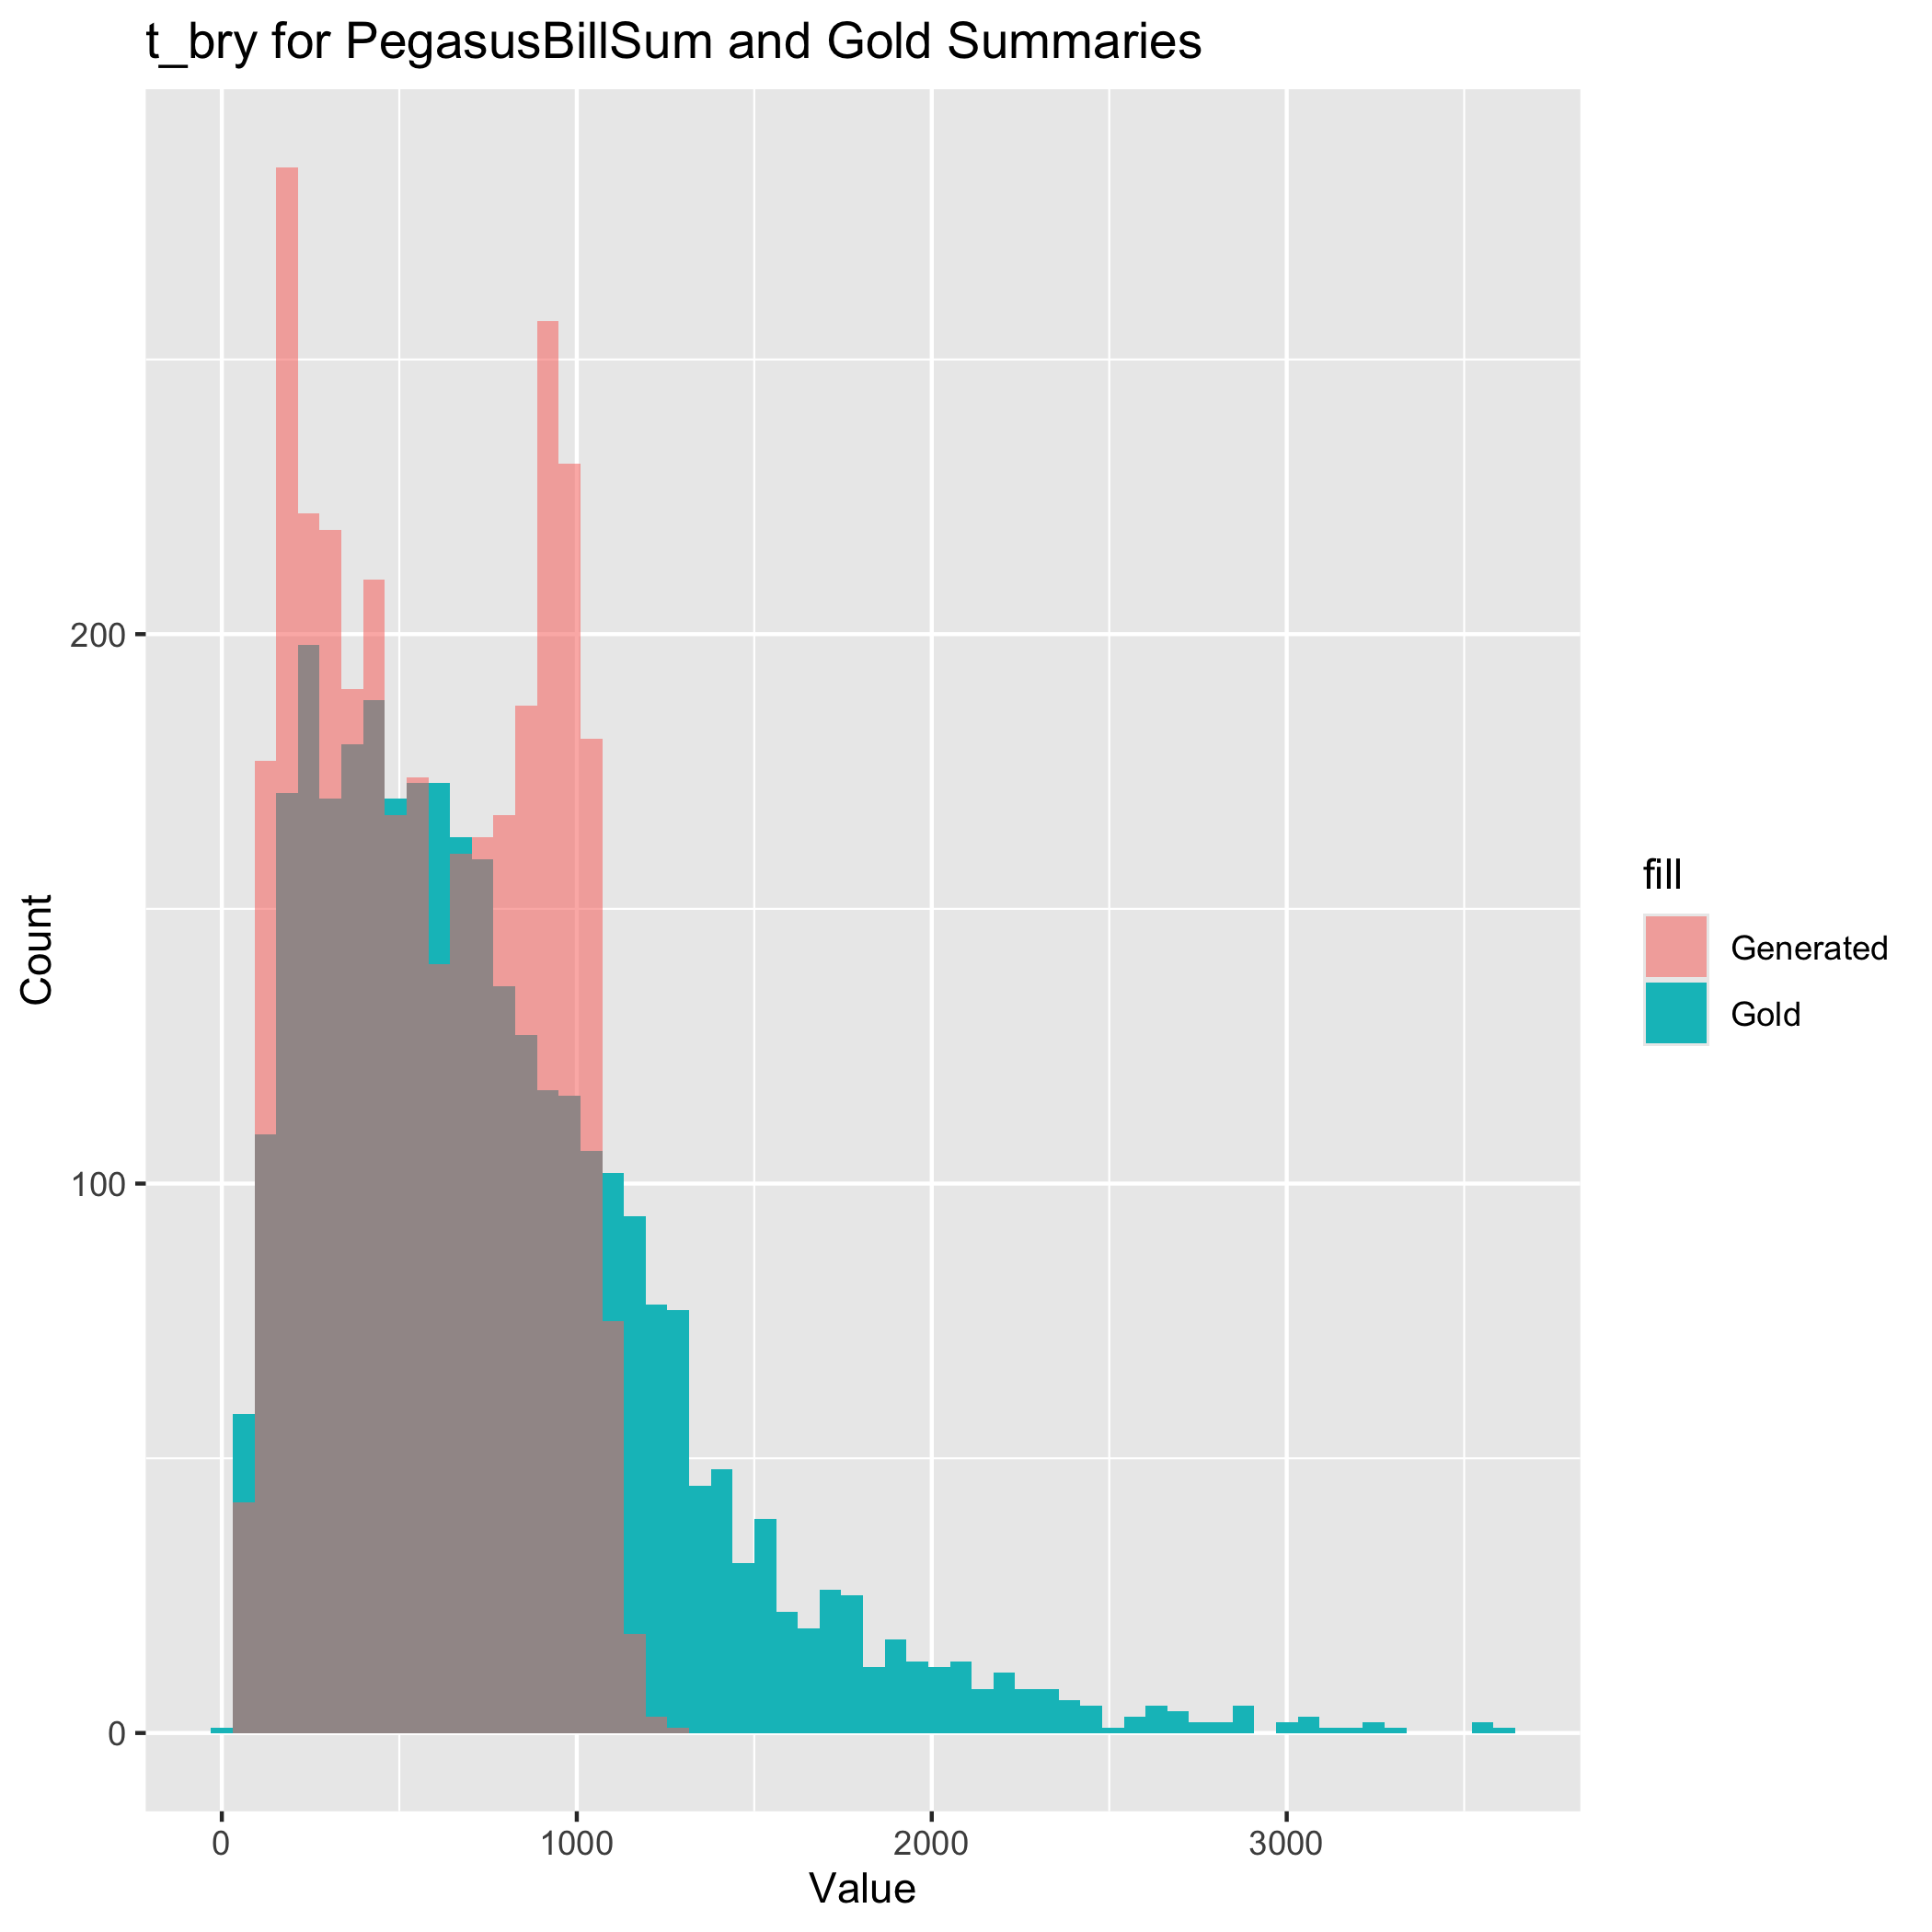 t_bry for PegasusBillSum and Gold Summaries
Count
200
100
0
0
1000
2000
3000
Value
fill
Generated
Gold